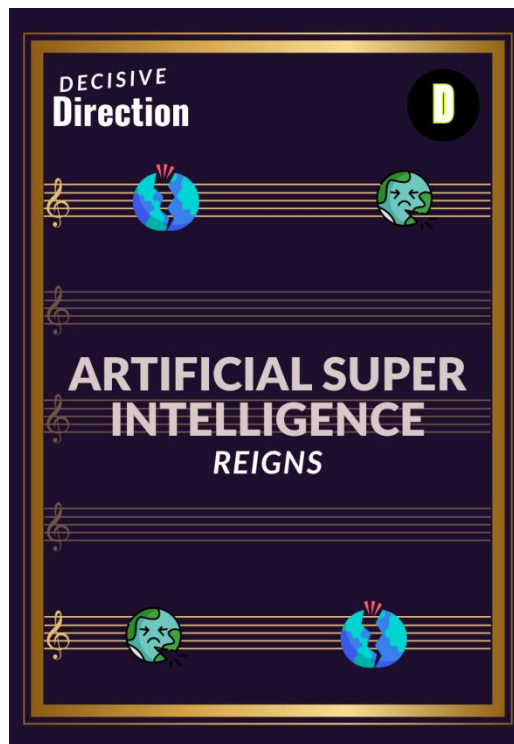 DECISIVE
Direction
D
ARTIFICIAL SUPER
INTELLIGENCE
REIGNS